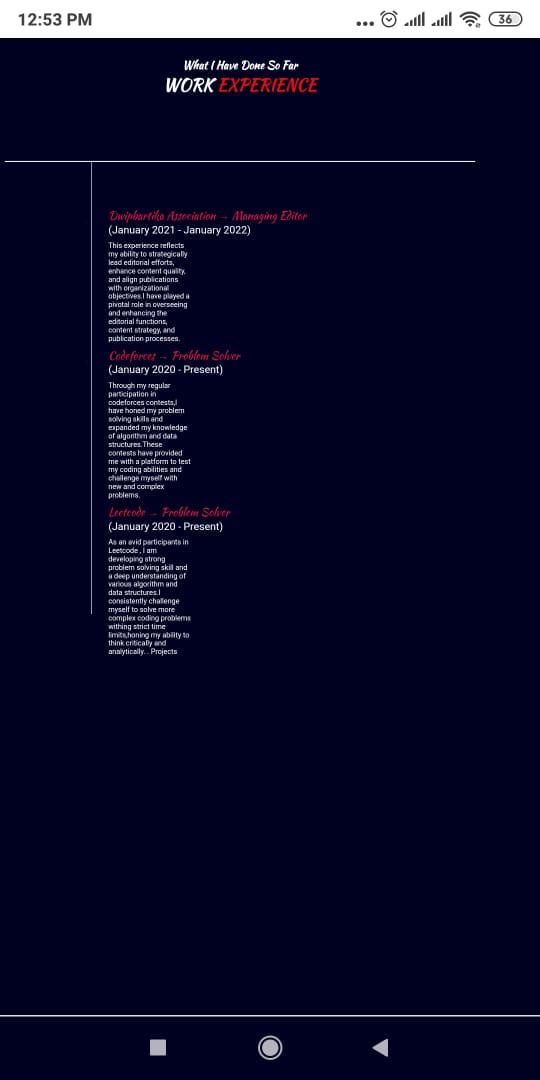 12:53 PM
36
What I Have Done So Far
WORK EXPERIENCE
Dwipbartika Association → Managing Editor
(January 2021 - January 2022)
This experience reflects
my ability to strategically
lead editorial efforts,
enhance content quality,
and align publications
with organizational
objectives.I have played a
pivotal role in overseeing
and enhancing the
editorial functions,
content strategy, and
publication processes.
Codeforces → Problem Solver
(January 2020 - Present)
Through my regular
participation in
codeforces contests,I
have honed my problem
solving skills and
expanded my knowledge
of algorithm and data
structures.These
contests have provided
me with a platform to test
my coding abilities and
challenge myself with
new and complex
problems.
Leetcode → Problem Solver
(January 2020 - Present)
As an avid participants in
Leetcode , i am
developing strong
problem solving skill and
a deep understanding of
various algorithm and
data structures.I
consistently challenge
myself to solve more
complex coding problems
withing strict time
limits,honing my ability to
think critically and
analytically. . Projects